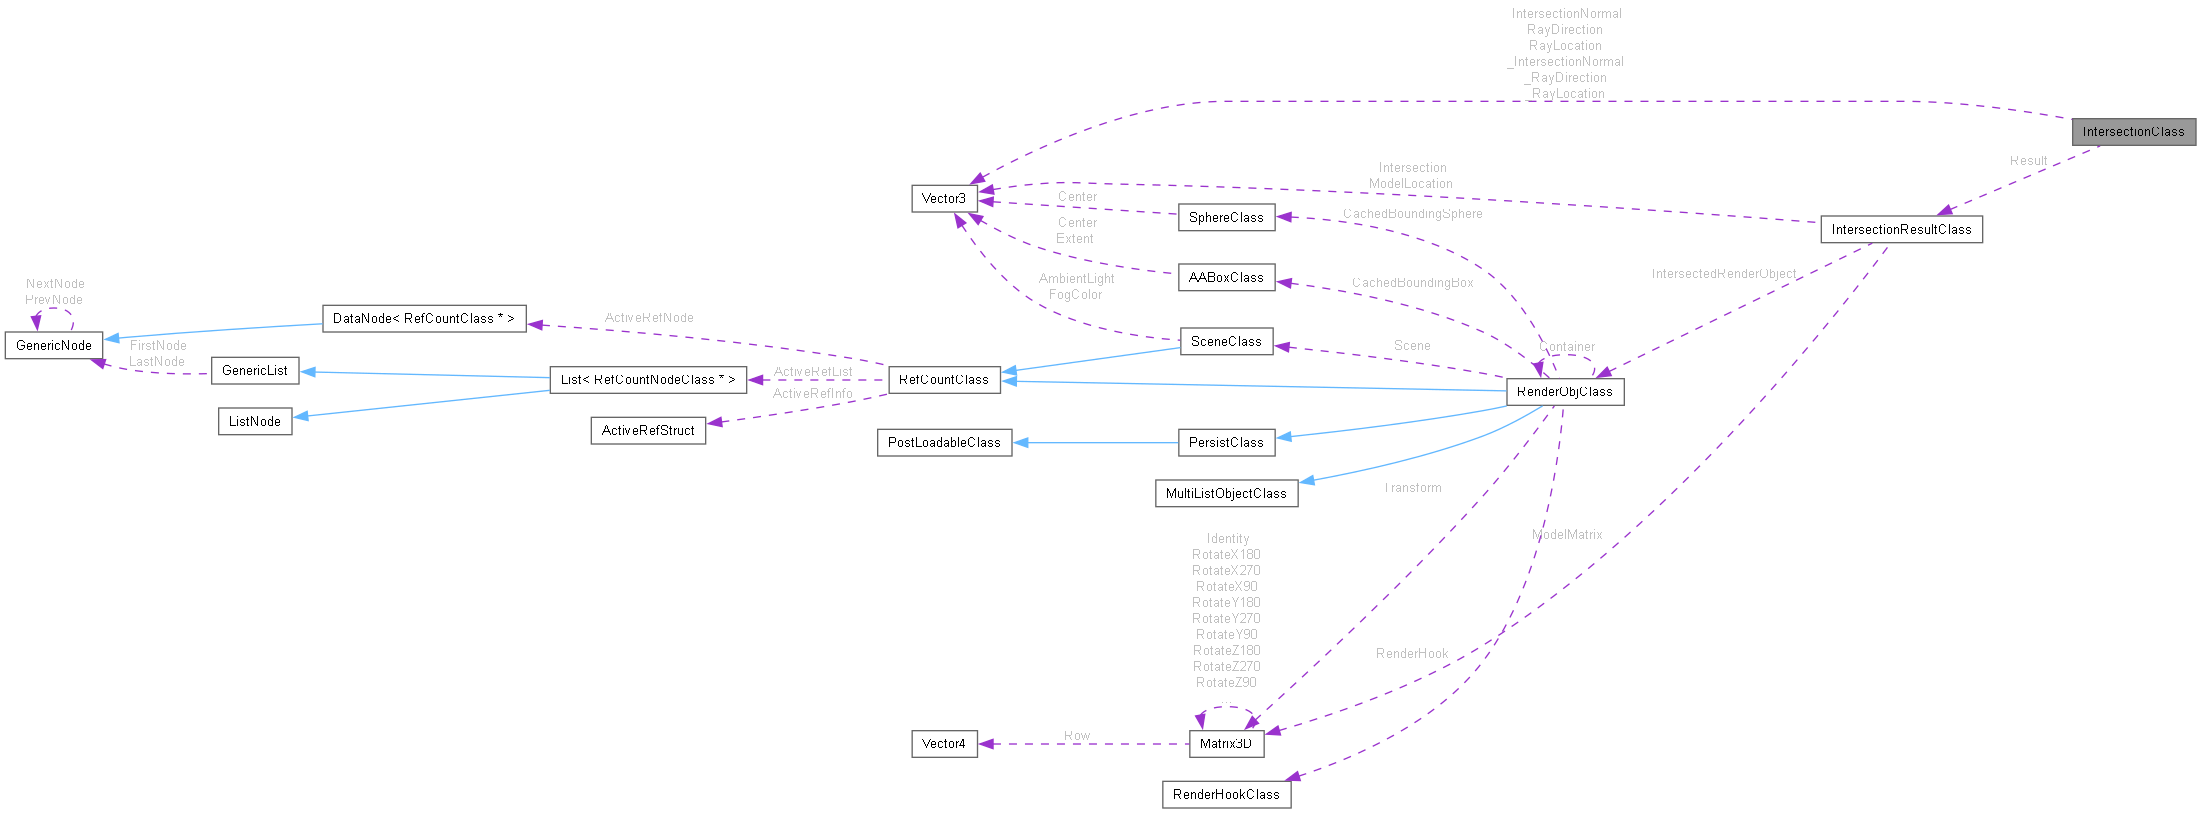 IntersectionNormal
RayDirection
RayLocation
_IntersectionNormal
_RayDirection
_RayLocation
IntersectionClass
Result
Intersection
ModelLocation
Vector3
Center
SphereClass
CachedBoundingSphere
IntersectionResultClass
Center
Extent
AABoxClass
CachedBoundingBox
IntersectedRenderObject
AmbientLight
FogColor
NextNode
PrevNode
DataNode< RefCountClass * >
ActiveRefNode
GenericNode
FirstNode
LastNode
SceneClass
Scene
Container
GenericList
List< RefCountNodeClass * >
ActiveRefList
RefCountClass
ActiveRefInfo
RenderObjClass
ListNode
ActiveRefStruct
PostLoadableClass
PersistClass
MultiListObjectClass
Transform
ModelMatrix
Identity
RotateX180
RotateX270
RotateX90
RotateY180
RotateY270
RotateY90
RotateZ180
RotateZ270
RotateZ90
...
RenderHook
Vector4
Row
Matrix3D
RenderHookClass